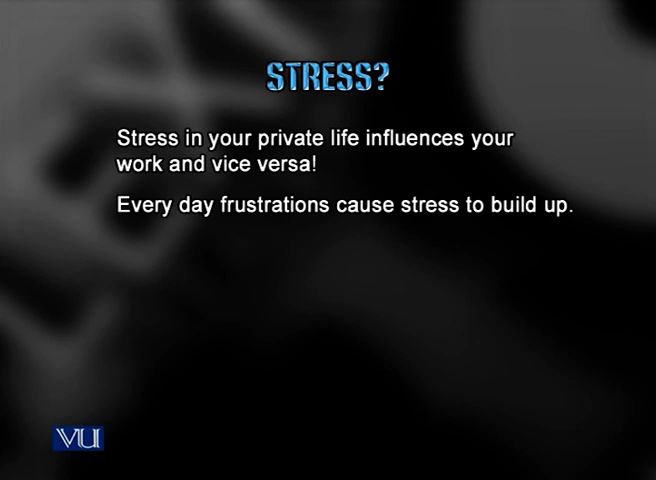 STRESS?
Stress in your private life influences your
work and vice versa!
Every day frustrations cause stress to build up.
VU